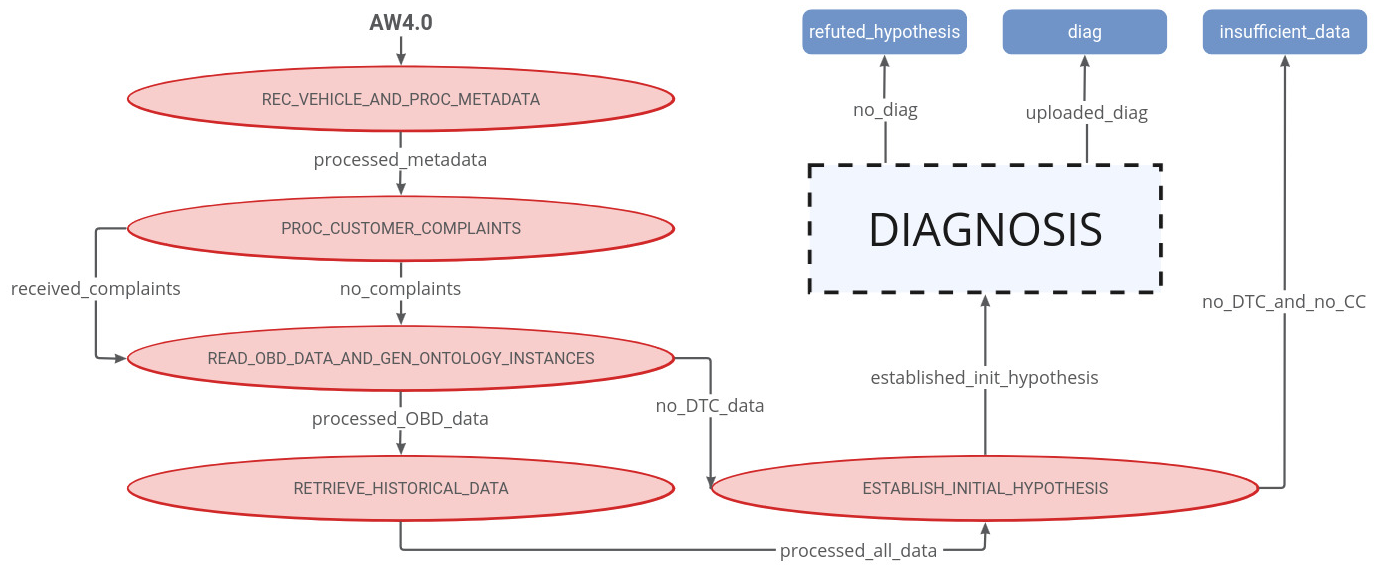 AW4.0
REC_VEHICLE_AND_PROC_METADATA
processed_metadata
PROC_CUSTOMER_COMPLAINTS
received_complaints
no_complaints
READ_OBD_DATA_AND_GEN_ONTOLOGY_INSTANCES
processed_OBD_data
no_DTC_data
RETRIEVE_HISTORICAL_DATA
processed_all_data
ESTABLISH_INITIAL_HYPOTHESIS
established_init_hypothesis
no_DTC_and_no_CC
DIAGNOSIS
no_diag
uploaded_diag
refuted_hypothesis
diag
insufficient_data